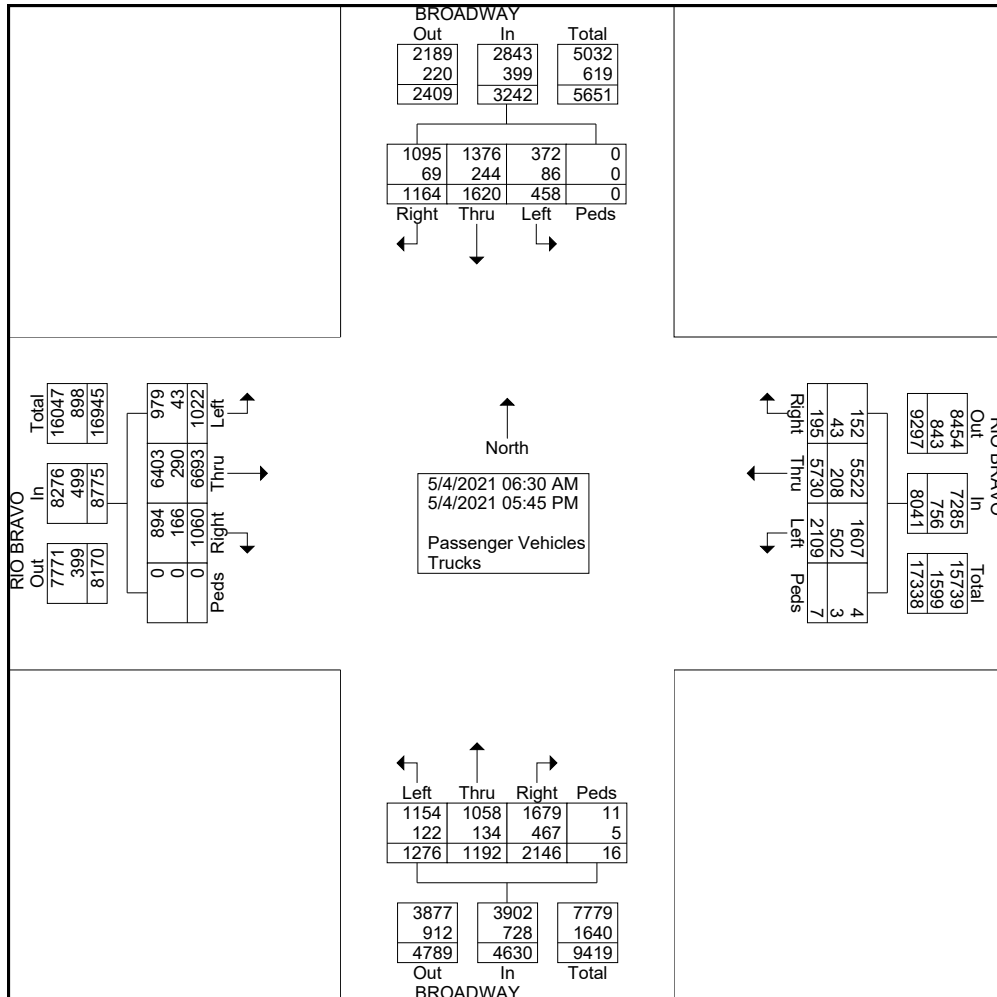 BROADWAY
Out In Total
2189 2843 5032
220 399 619
2409 3242 5651
1095 1376 372 0
69 244 86 0
1164 1620 458 0
Right Thru Left Peds
RIO BRAVO
Total In Out
16047 8276 7771
898 499 399
16945 8775 8170
979 6403 894 0
43 290 166 0
1022 6693 1060 0
Left Thru Right Peds
North
5/4/2021 06:30 AM
5/4/2021 05:45 PM
Passenger Vehicles
Trucks
Right Thru Left Peds
152 5522 1607 4
43 208 502 3
195 5730 2109 7
RIO BRAVO
Out In Total
8454 7285 15739
843 756 1599
9297 8041 17338
Left Thru Right Peds
1154 1058 1679 11
122 134 467 5
1276 1192 2146 16
3877 3902 7779
912 728 1640
4789 4630 9419
Out In Total
BROADWAY